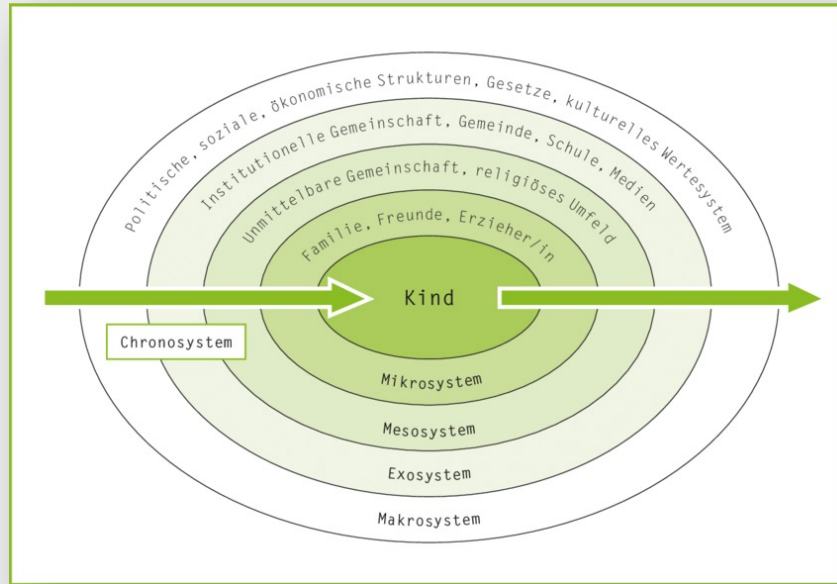 Politische, soziale, ökonomische Strukturen, Gesetze, kulturelles Wertesystem
Institutionelle Gemeinschaft, Gemeinde, Schule, Medien
Unmittelbare Gemeinschaft, religiöses Umfeld
Familie, Freunde, Erzieher/in
Kind
Chronosystem
Mikrosystem
Mesosystem
Exosystem
Makrosystem